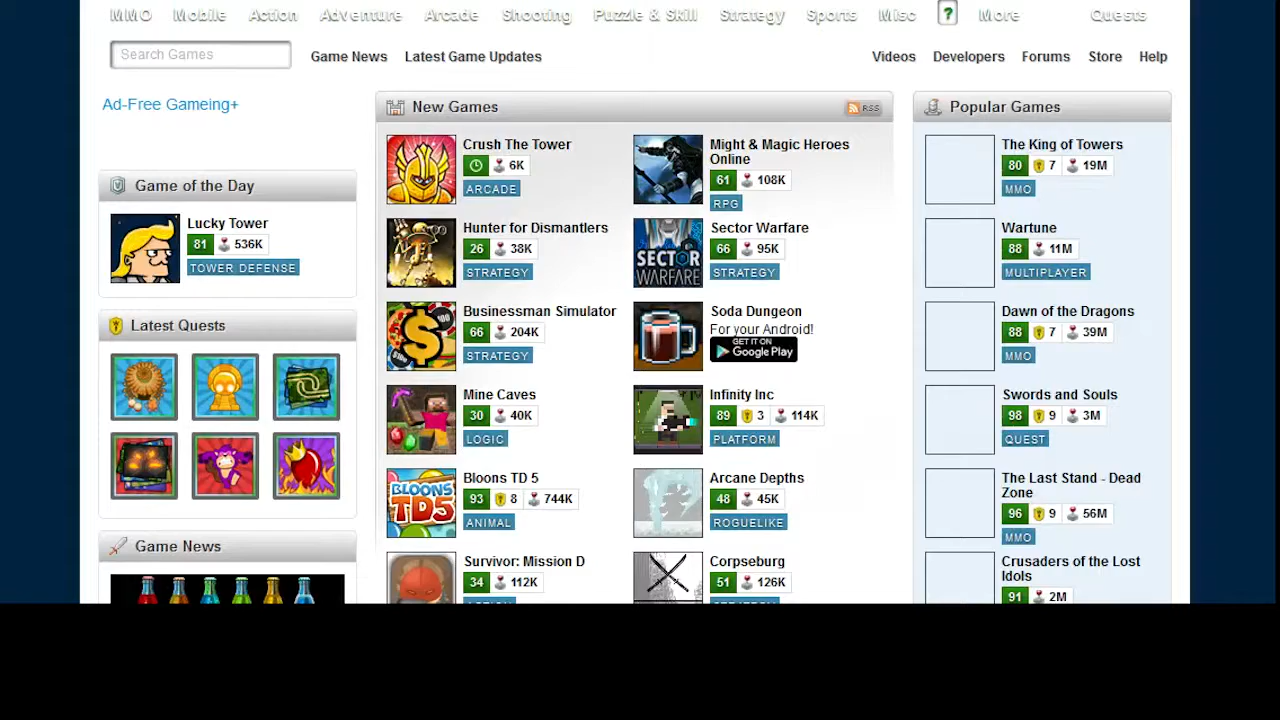 MMO Mobile Action Adventure Arcade Shooting Puzzle & Skill Strategy Sports Misc ? More Quests
Search Games Game News Latest Game Updates Videos Developers Forums Store Help
Ad-Free Gameing+
Game of the Day
Lucky Tower
81 536K
TOWER DEFENSE
Latest Quests
Game News
New Games RSS
Crush The Tower
6K
ARCADE
Might & Magic Heroes
Online
61 108K
RPG
Hunter for Dismantlers
26 38K
STRATEGY
Sector Warfare
66 95K
STRATEGY
SECTOR
WARFARE
Businessman Simulator
66 204K
STRATEGY
Soda Dungeon
For your Android!
GET IT ON
Google Play
Mine Caves
30 40K
LOGIC
Infinity Inc
89 3 114K
PLATFORM
Bloons TD 5
93 8 744K
ANIMAL
BLOONS
TD5
Arcane Depths
48 45K
ROGUELIKE
Survivor: Mission D
34 112K
Corpseburg
51 126K
Popular Games
The King of Towers
80 7 19M
MMO
Wartune
88 11M
MULTIPLAYER
Dawn of the Dragons
88 7 39M
MMO
Swords and Souls
98 9 3M
QUEST
The Last Stand - Dead
Zone
96 9 56M
MMO
Crusaders of the Lost
Idols
91 2M